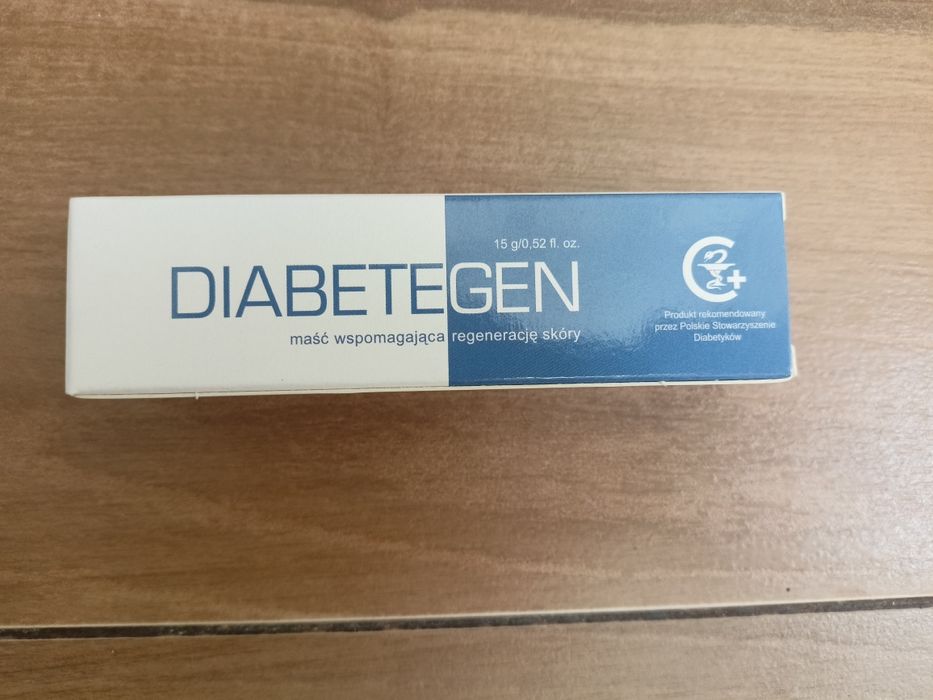 15 g/0,52 fl. oz.
DIABETEGEN
maść wspomagająca regenerację skóry
Produkt rekomendowany
przez Polskie Stowarzyszenie
Diabetyków